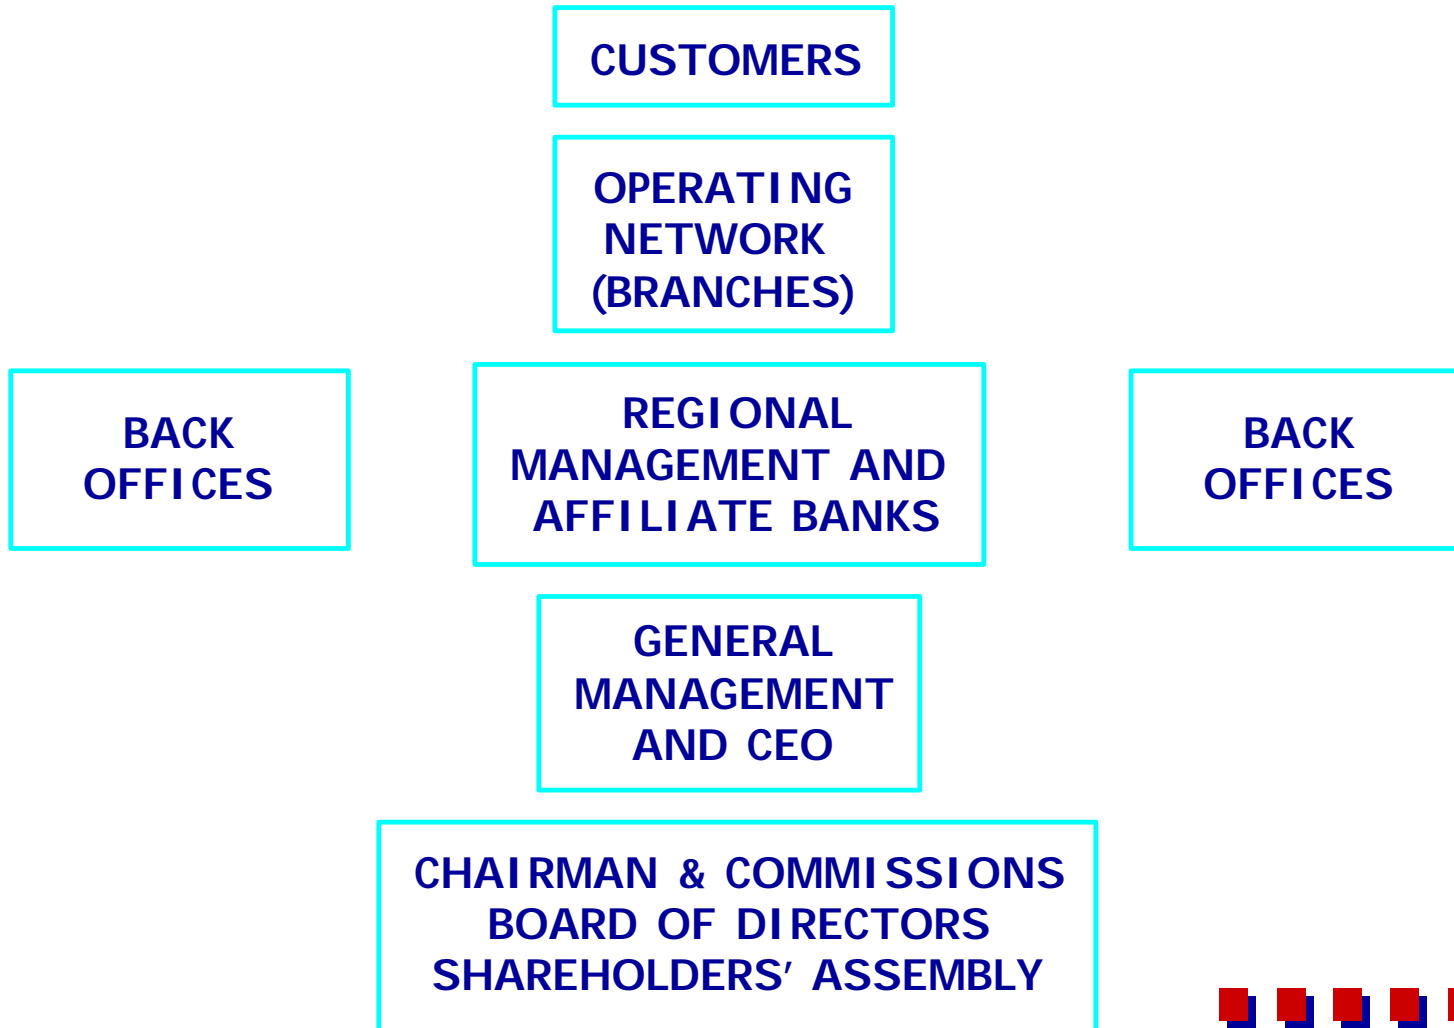 CUSTOMERS
OPERATING
NETWORK
(BRANCHES)
BACK
OFFICES
REGIONAL
MANAGEMENT AND
AFFILIATE BANKS
BACK
OFFICES
GENERAL
MANAGEMENT
AND CEO
CHAIRMAN & COMMISSIONS
BOARD OF DIRECTORS
SHAREHOLDERS’ ASSEMBLY